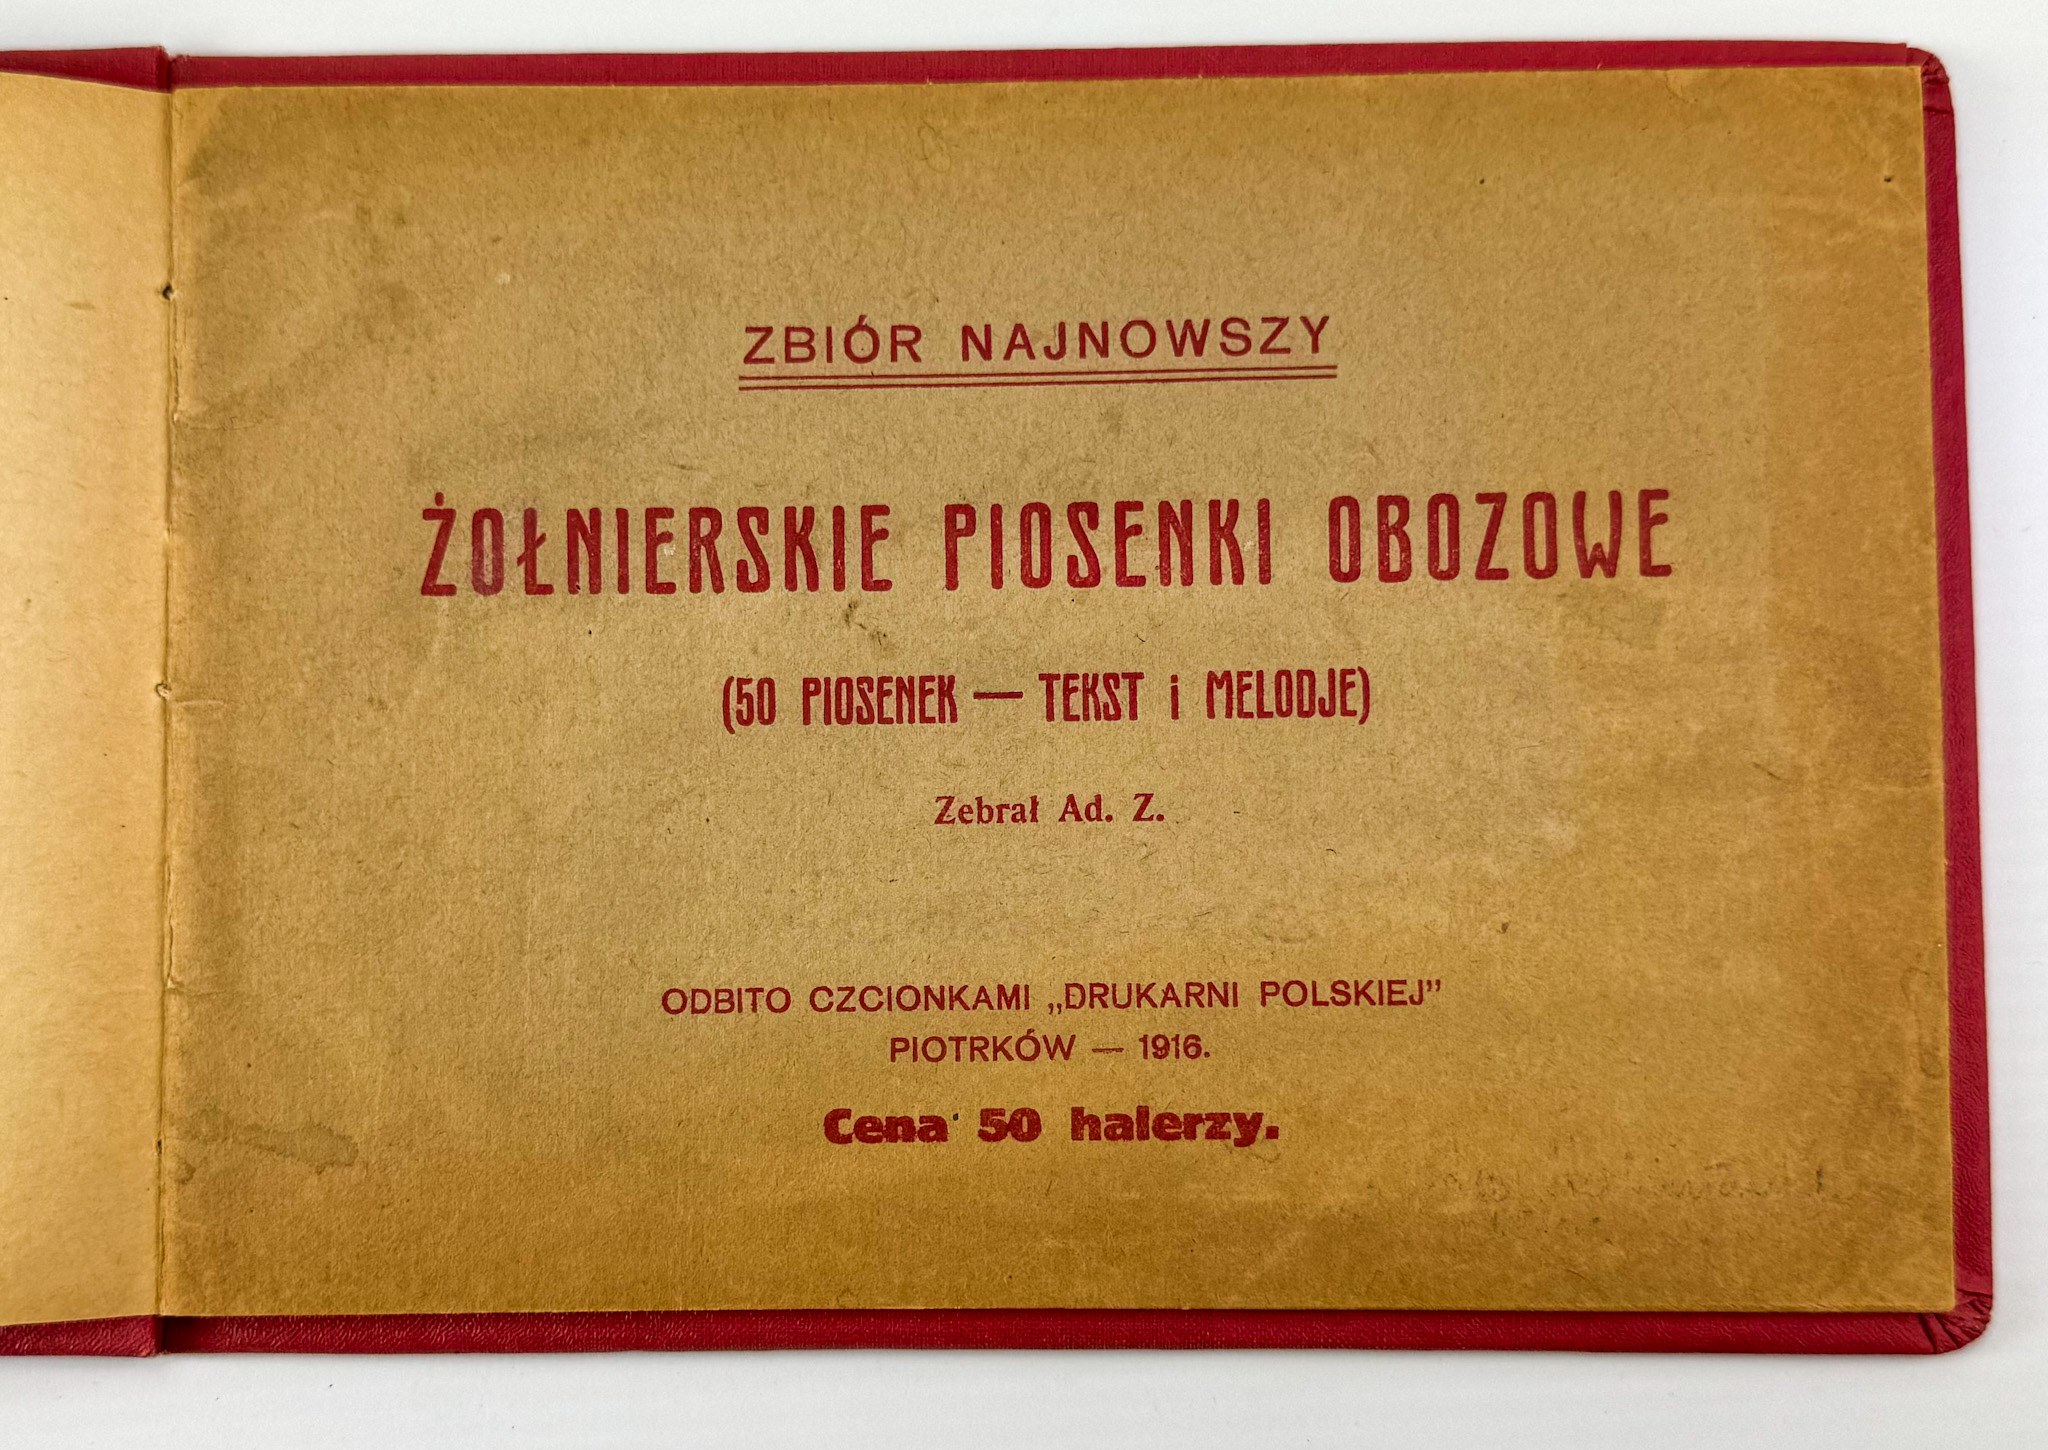 ZBIÓR NAJNOWSZY
ŻOŁNIERSKIE PIOSENKI OBOZOWE
(50 PIOSENEK — TEKST i MELODJE)
Zebrał Ad. Z.
ODBITO CZCIONKAMI „DRUKARNI POLSKIEJ”
PIOTRKÓW — 1916.
Cena 50 halerzy.